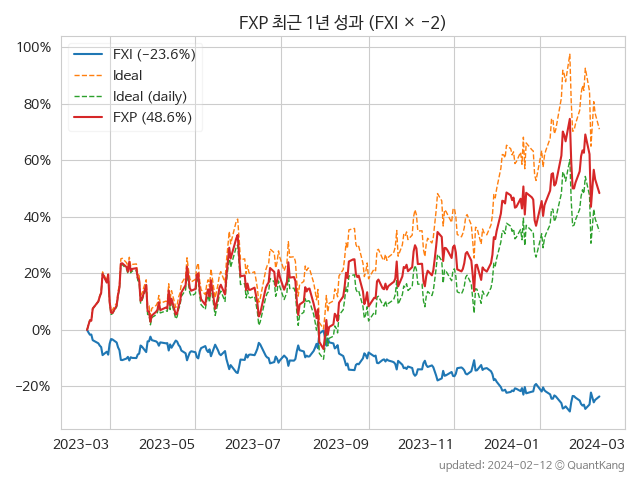 FXP 최근 1년 성과 (FXI × −2)
FXI (−23.6%)
Ideal
Ideal (daily)
FXP (48.6%)
100%
80%
60%
40%
20%
0%
−20%
2023-03 2023-05 2023-07 2023-09 2023-11 2024-01 2024-03
updated: 2024-02-12 © QuantKang